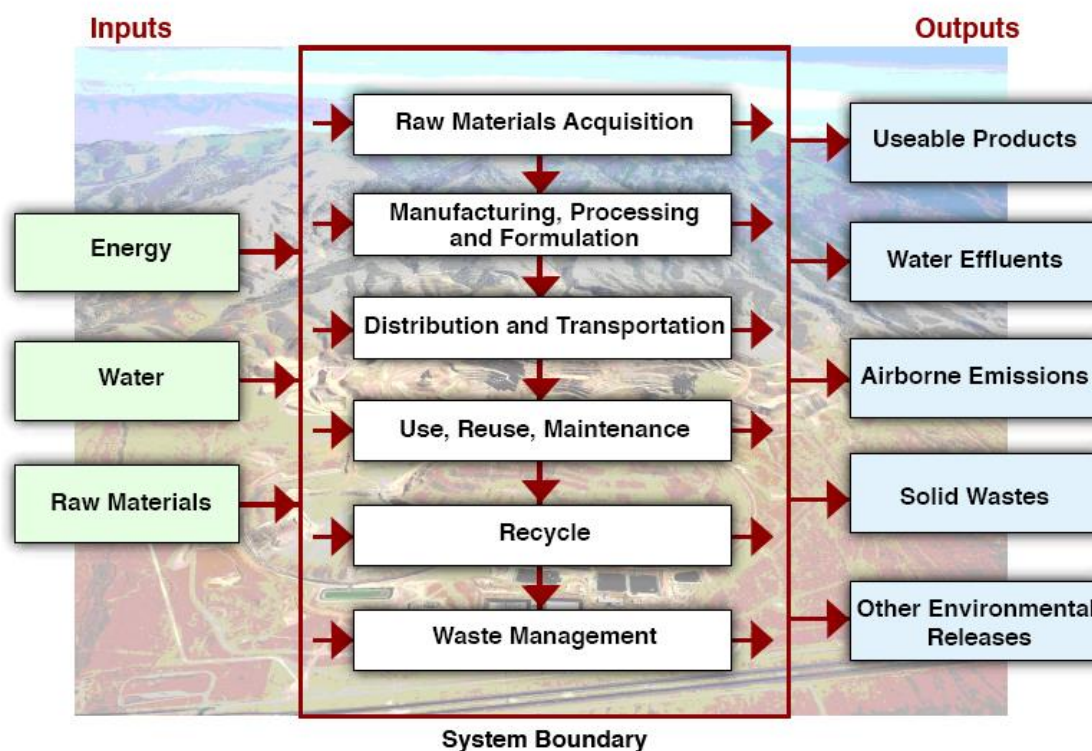 Inputs
Outputs
Raw Materials Acquisition
Useable Products
Manufacturing, Processing
and Formulation
Energy
Water Effluents
Distribution and Transportation
Water
Airborne Emissions
Use, Reuse, Maintenance
Raw Materials
Solid Wastes
Recycle
Other Environmental
Releases
Waste Management
System Boundary